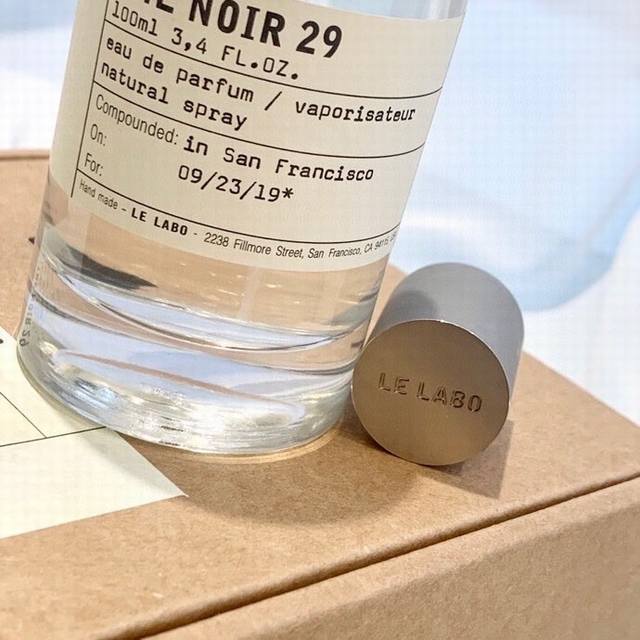 NOIR 29
100ml 3,4 FL.OZ.
eau de parfum / vaporisateur
natural spray
Compounded: in San Francisco
On: 09/23/19*
For:
Hand made - LE LABO - 2238 Fillmore Street, San Francisco, CA 94115
LE LABO